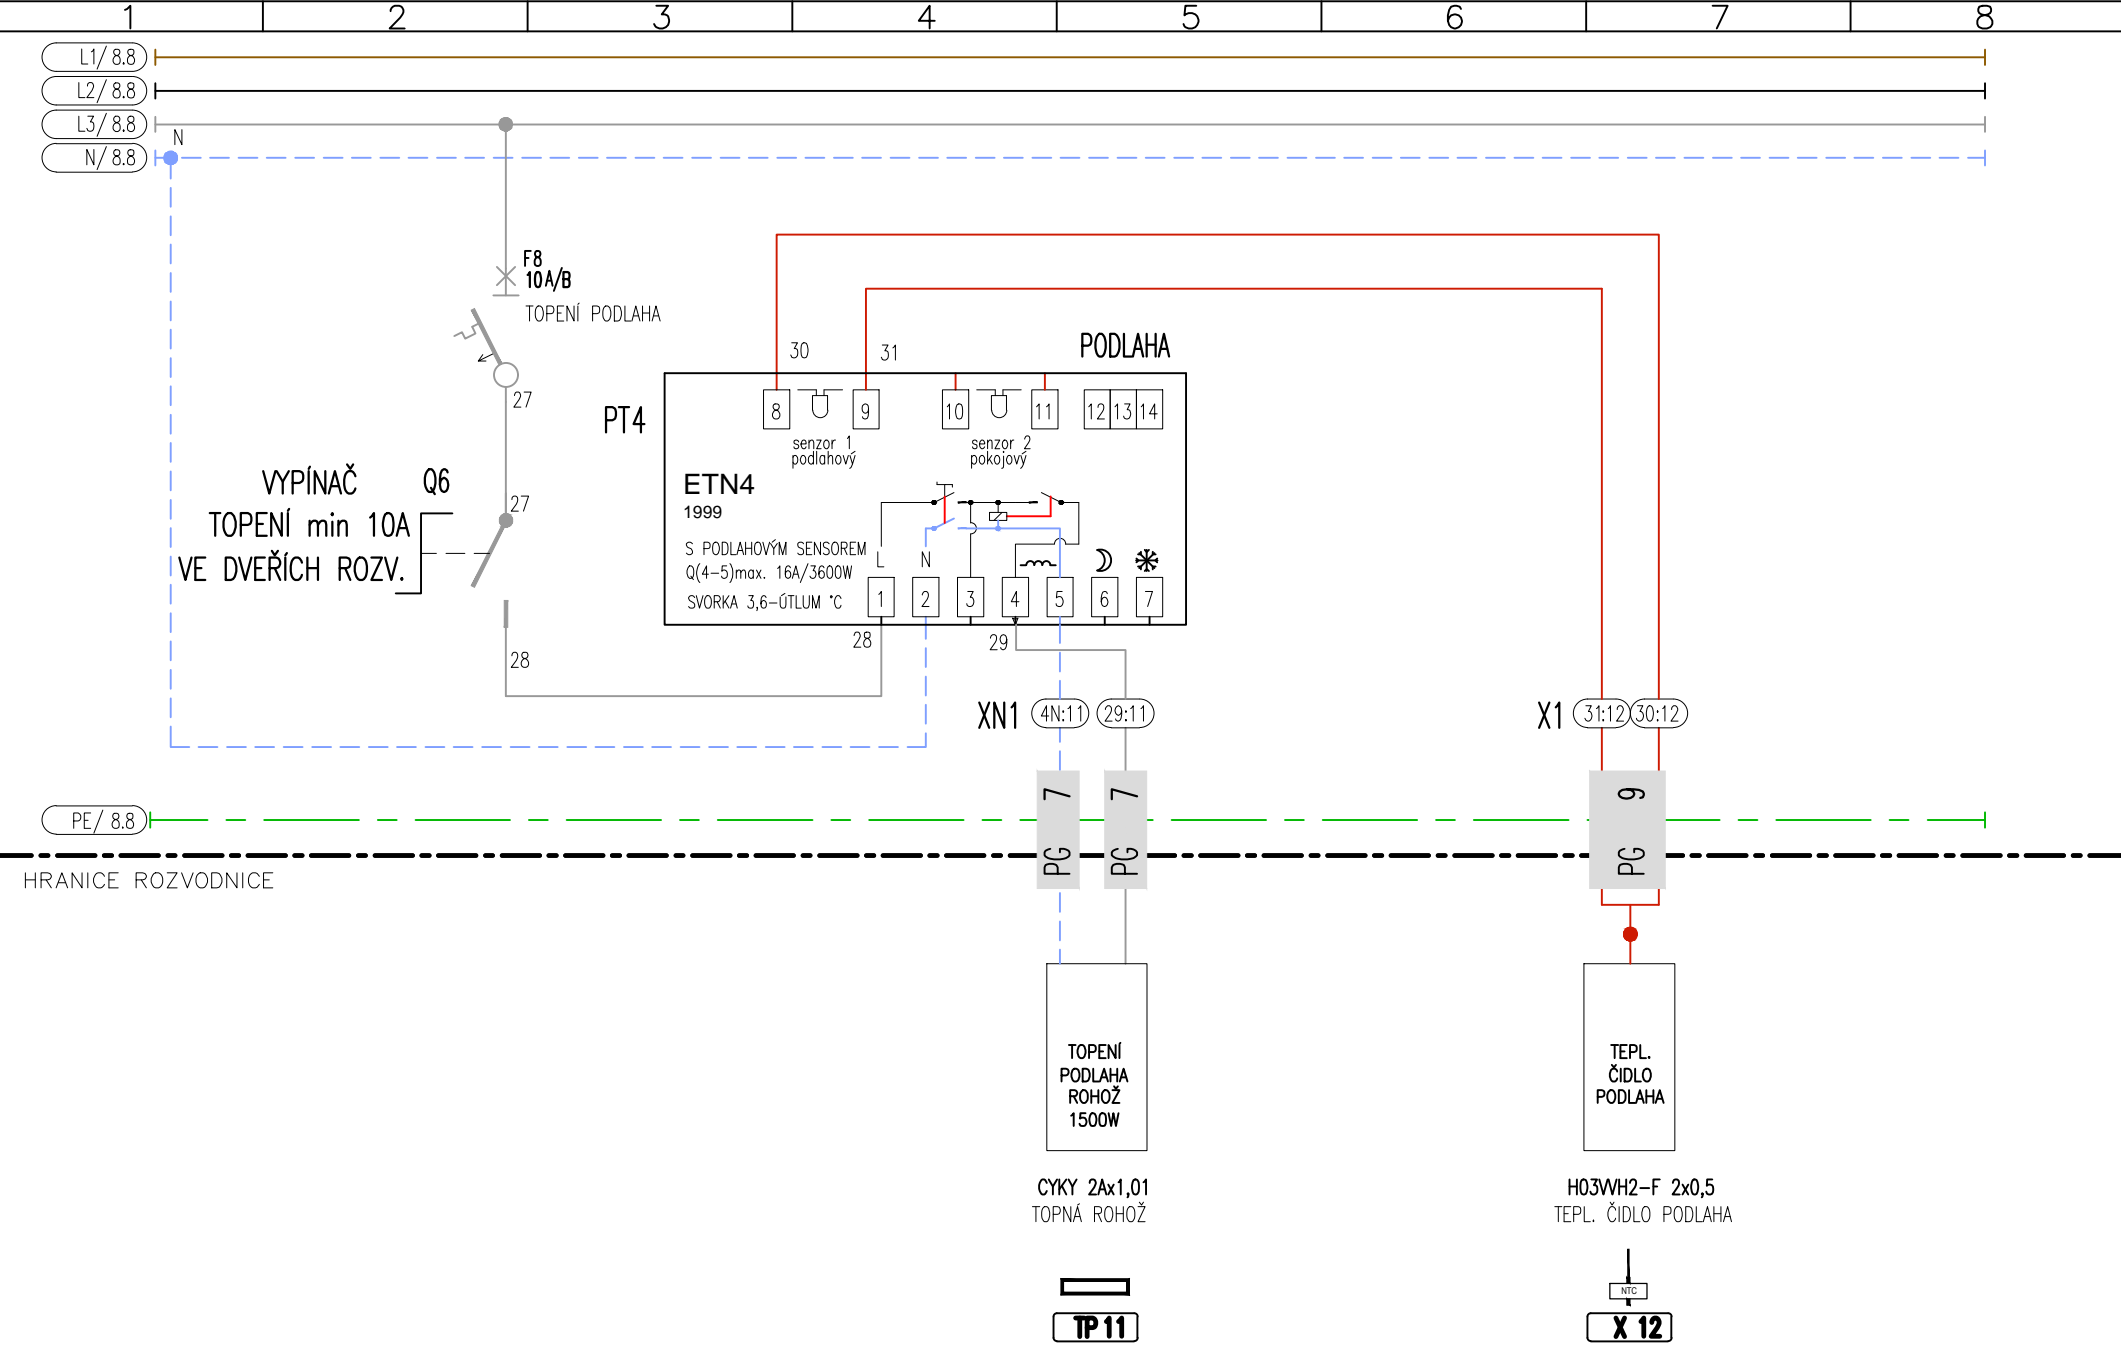 1 2 3 4 5 6 7 8
L1/ 8.8
L2/ 8.8
L3/ 8.8
N
N/ 8.8
F8
10A/B
TOPENÍ PODLAHA
30
31
PODLAHA
PT4
8 9 10 11 12 13 14
senzor 1
podlahový
senzor 2
pokojový
27
VYPÍNAČ Q6
TOPENÍ min 10A
VE DVEŘÍCH ROZV.
27
28
ETN4
1999
S PODLAHOVÝM SENSOREM
Q(4-5)max. 16A/3600W
SVORKA 3,6-ÚTLUM °C
L N
1 2 3 4 5 6 7
28
29
XN1 4N:11 29:11
X1 31:12 30:12
PG 7
PG 7
PG 9
PE/ 8.8
HRANICE ROZVODNICE
TOPENÍ
PODLAHA
ROHOŽ
1500W
TEPL.
ČIDLO
PODLAHA
CYKY 2Ax1,01
TOPNÁ ROHOŽ
H03VVH2-F 2x0,5
TEPL. ČIDLO PODLAHA
NTC
TP 11
X 12